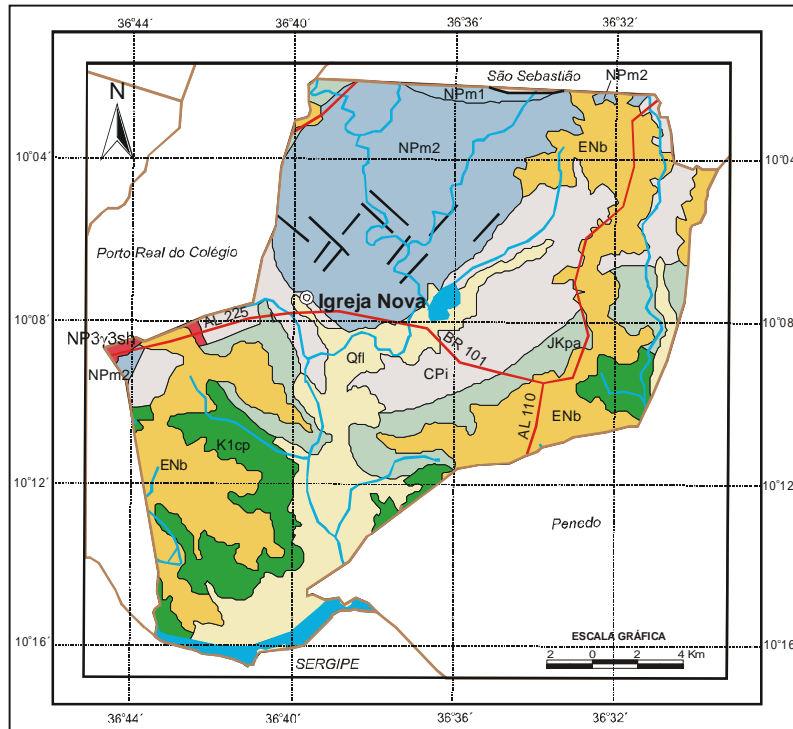 36°44´ 36°40´ 36°36´ 36°32´
São Sebastião
NPm2
NPm1
N
NPm2
ENb
10°04´ 10°04´
Porto Real do Colégio
Igreja Nova
AL 225
10°08´ 10°08´
NP3γ3sh
BR 101
JKpa
Qfl
NPm2
CPi
AL 110
ENb
K1cp
ENb
10°12´ 10°12´
Penedo
ESCALA GRÁFICA
10°16´ 10°16´
2 0 2 4 Km
SERGIPE
36°44´ 36°40´ 36°36´ 36°32´